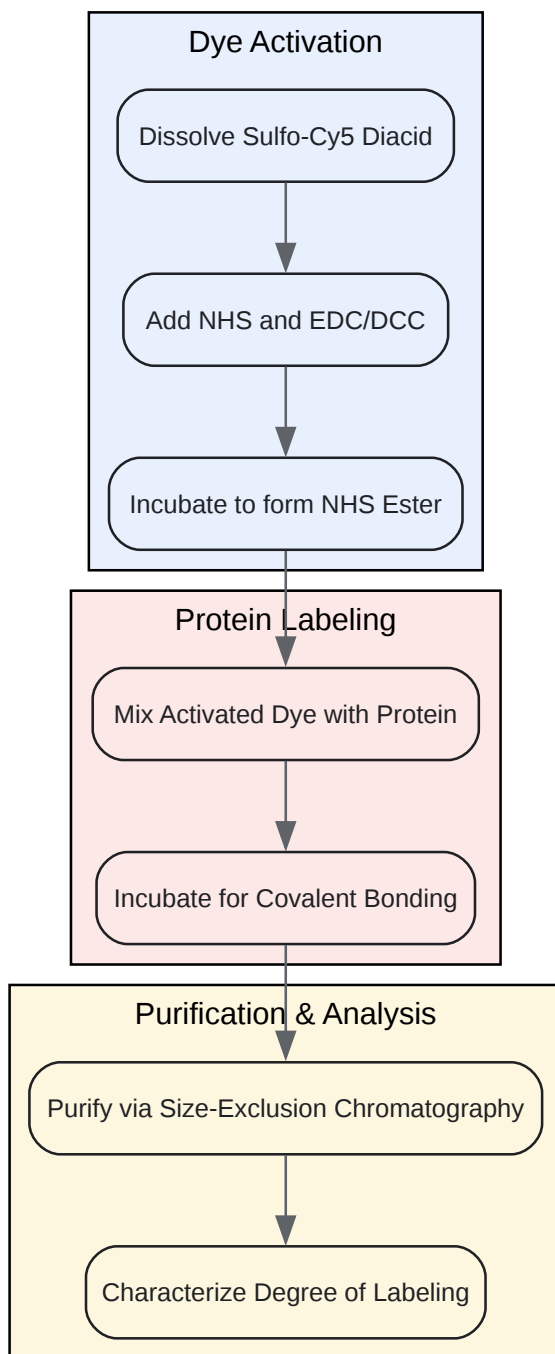 Dye Activation
Dissolve Sulfo-Cy5 Diacid
Add NHS and EDC/DCC
Incubate to form NHS Ester
Protein Labeling
Mix Activated Dye with Protein
Incubate for Covalent Bonding
Purification & Analysis
Purify via Size-Exclusion Chromatography
Characterize Degree of Labeling